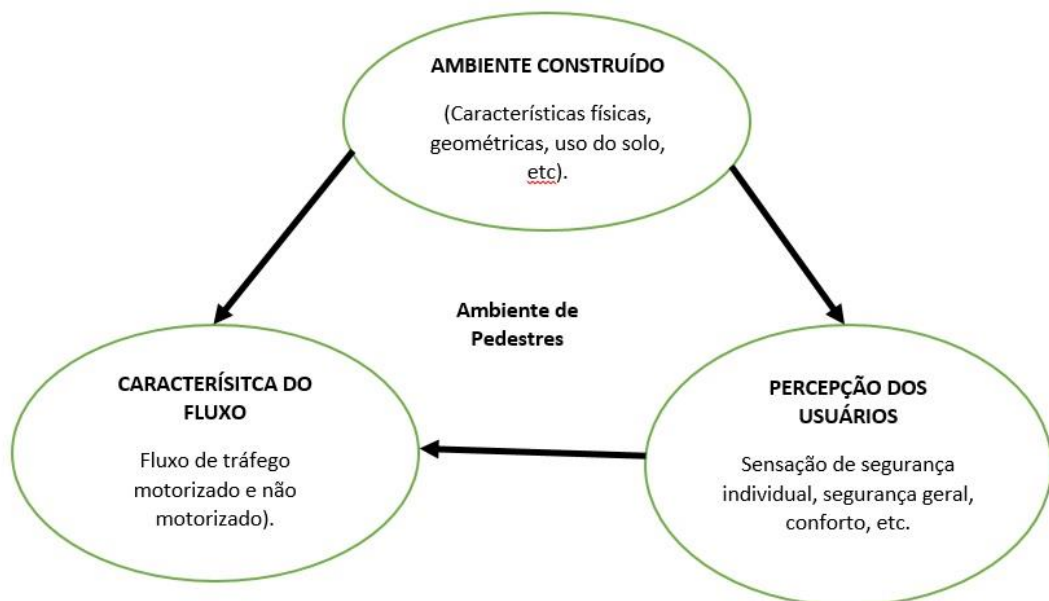 AMBIENTE CONSTRUÍDO
(Características físicas,
geométricas, uso do solo,
etc).
Ambiente de
Pedestres
CARACTERÍSITCA DO
FLUXO
Fluxo de tráfego
motorizado e não
motorizado).
PERCEPÇÃO DOS
USUÁRIOS
Sensação de segurança
individual, segurança geral,
conforto, etc.